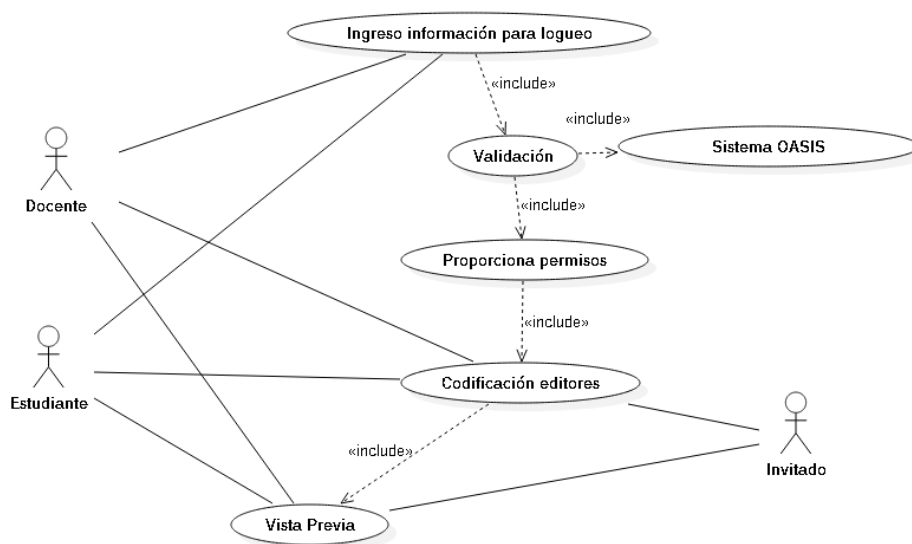 Ingreso información para logueo
«include»
«include»
Validación
Sistema OASIS
Docente
«include»
Proporciona permisos
«include»
Estudiante
Codificación editores
«include»
Invitado
Vista Previa